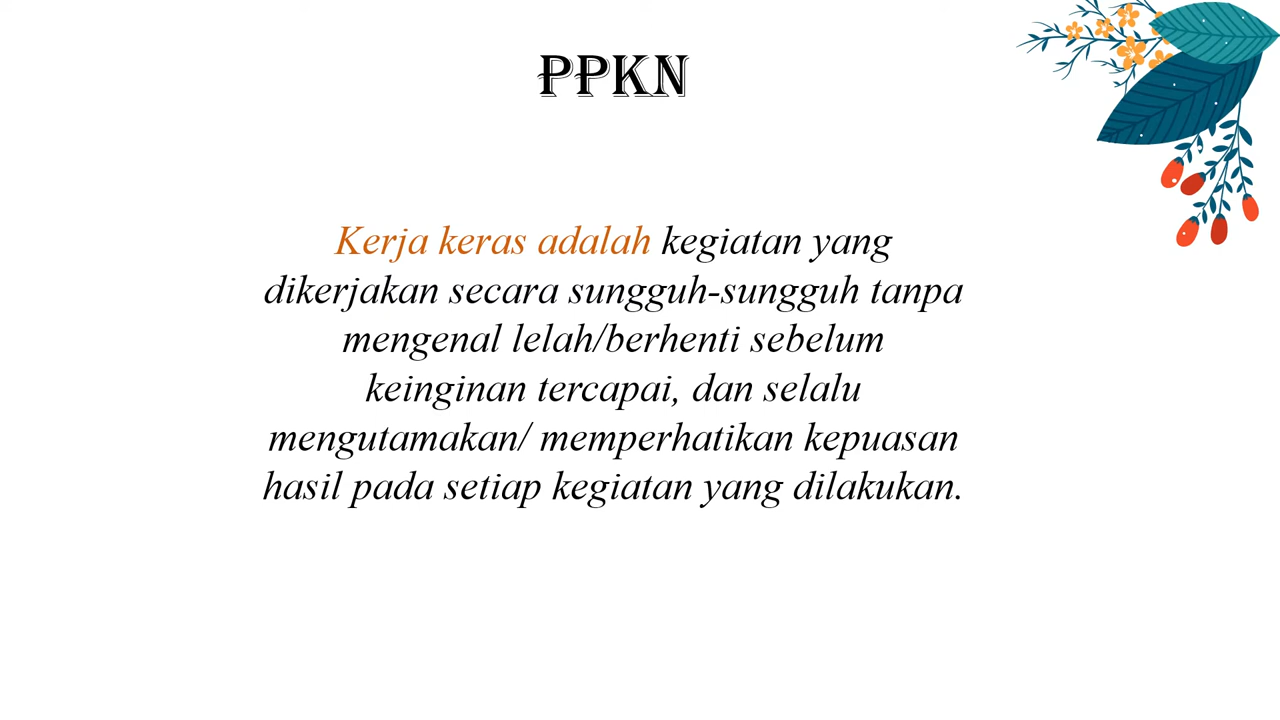 PPKN
Kerja keras adalah kegiatan yang
dikerjakan secara sungguh-sungguh tanpa
mengenal lelah/berhenti sebelum
keinginan tercapai, dan selalu
mengutamakan/ memperhatikan kepuasan
hasil pada setiap kegiatan yang dilakukan.